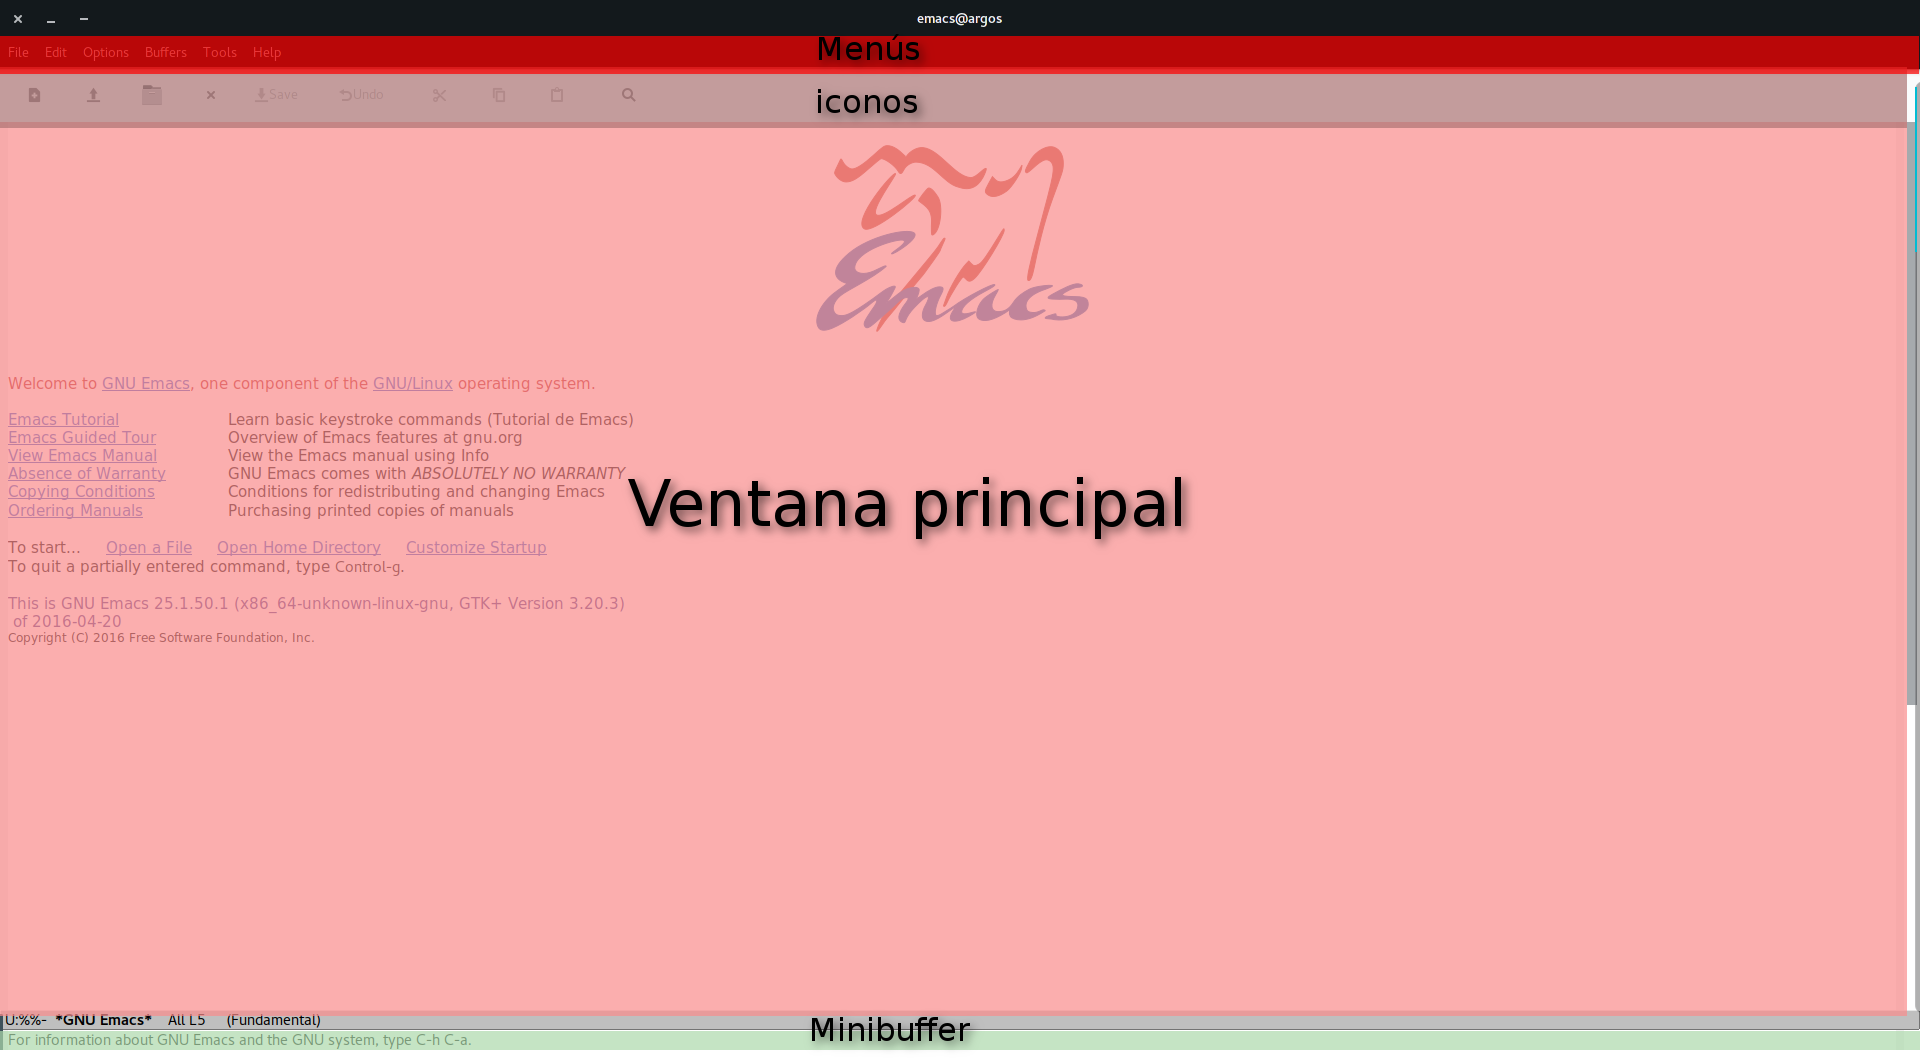 emacs@argos
File Edit Options Buffers Tools Help
Menús
Save Undo
iconos
Emacs
Welcome to GNU Emacs, one component of the GNU/Linux operating system.
Emacs Tutorial Learn basic keystroke commands (Tutorial de Emacs)
Emacs Guided Tour Overview of Emacs features at gnu.org
View Emacs Manual View the Emacs manual using Info
Absence of Warranty GNU Emacs comes with ABSOLUTELY NO WARRANTY
Copying Conditions Conditions for redistributing and changing Emacs
Ordering Manuals Purchasing printed copies of manuals
Ventana principal
To start... Open a File Open Home Directory Customize Startup
To quit a partially entered command, type Control-g.
This is GNU Emacs 25.1.50.1 (x86_64-unknown-linux-gnu, GTK+ Version 3.20.3)
of 2016-04-20
Copyright (C) 2016 Free Software Foundation, Inc.
U:%%- *GNU Emacs* All L5 (Fundamental)
Minibuffer
For information about GNU Emacs and the GNU system, type C-h C-a.